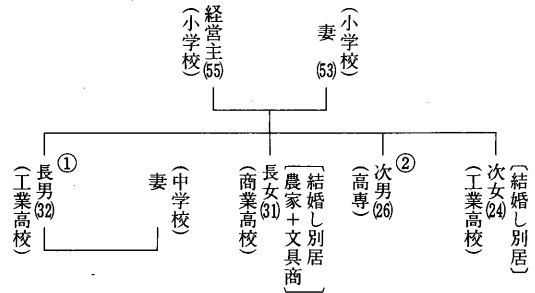 経営主(55)
(小学校)
妻(53)
(小学校)
①
長男(32)
(工業高校)
(中学校)
妻
〔結婚し別居
農家+文具商〕
長女(31)
(商業高校)
②
次男(26)
(高専)
〔結婚し別居〕
次女(24)
(工業高校)